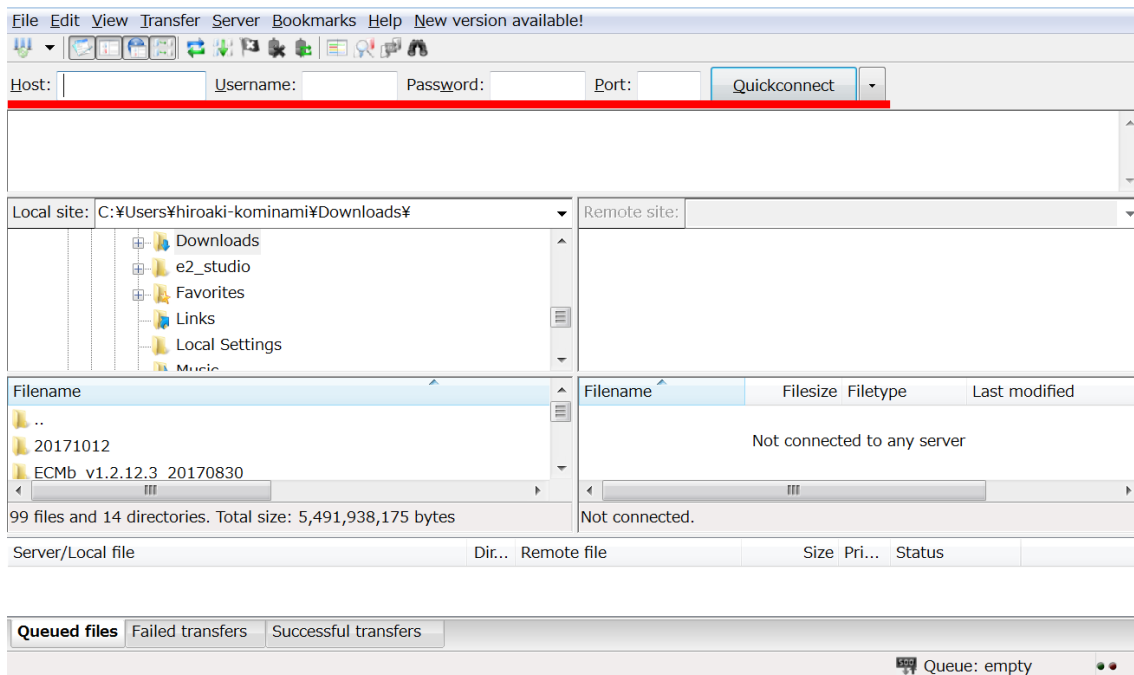 File Edit View Transfer Server Bookmarks Help New version available!
Host: Username: Password: Port: Quickconnect
Local site: C:¥Users¥hiroaki-kominami¥Downloads¥
Remote site:
Downloads
e2_studio
Favorites
Links
Local Settings
Music
Filename
..
20171012
ECMb_v1.2.12.3_20170830
99 files and 14 directories. Total size: 5,491,938,175 bytes
Filename Filesize Filetype Last modified
Not connected to any server
Not connected.
Server/Local file Dir... Remote file Size Pri... Status
Queued files Failed transfers Successful transfers
Queue: empty